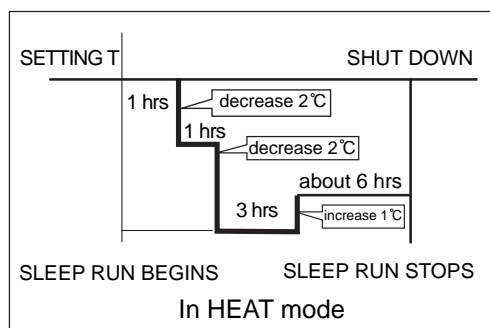 SETTING T SHUT DOWN
1 hrs decrease 2℃
1 hrs
decrease 2℃
about 6 hrs
3 hrs increase 1℃
SLEEP RUN BEGINS SLEEP RUN STOPS
In HEAT mode